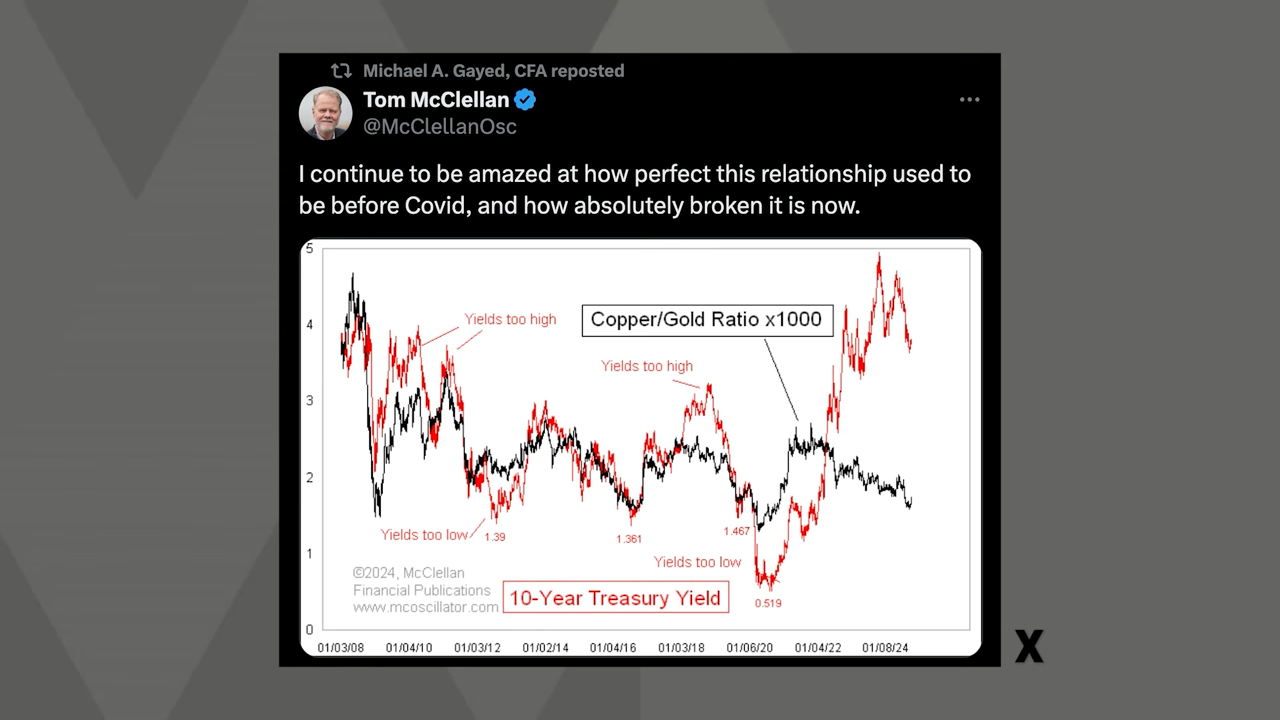 Michael A. Gayed, CFA reposted
Tom McClellan
@McClellanOsc
I continue to be amazed at how perfect this relationship used to
be before Covid, and how absolutely broken it is now.
5
4
3
2
1
0
Yields too high
Copper/Gold Ratio x1000
Yields too high
Yields too low
1.39
1.361
1.467
Yields too low
0.519
©2024, McClellan
Financial Publications
www.mcoscillator.com
10-Year Treasury Yield
01/03/08 01/04/10 01/03/12 01/02/14 01/04/16 01/03/18 01/06/20 01/04/22 01/08/24
X